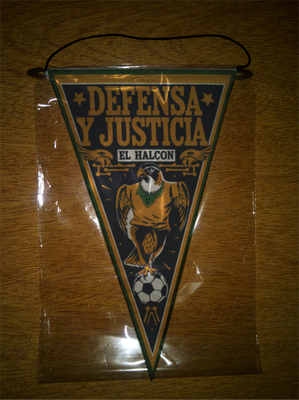 DEFENSA
Y JUSTICIA
EL HALCON